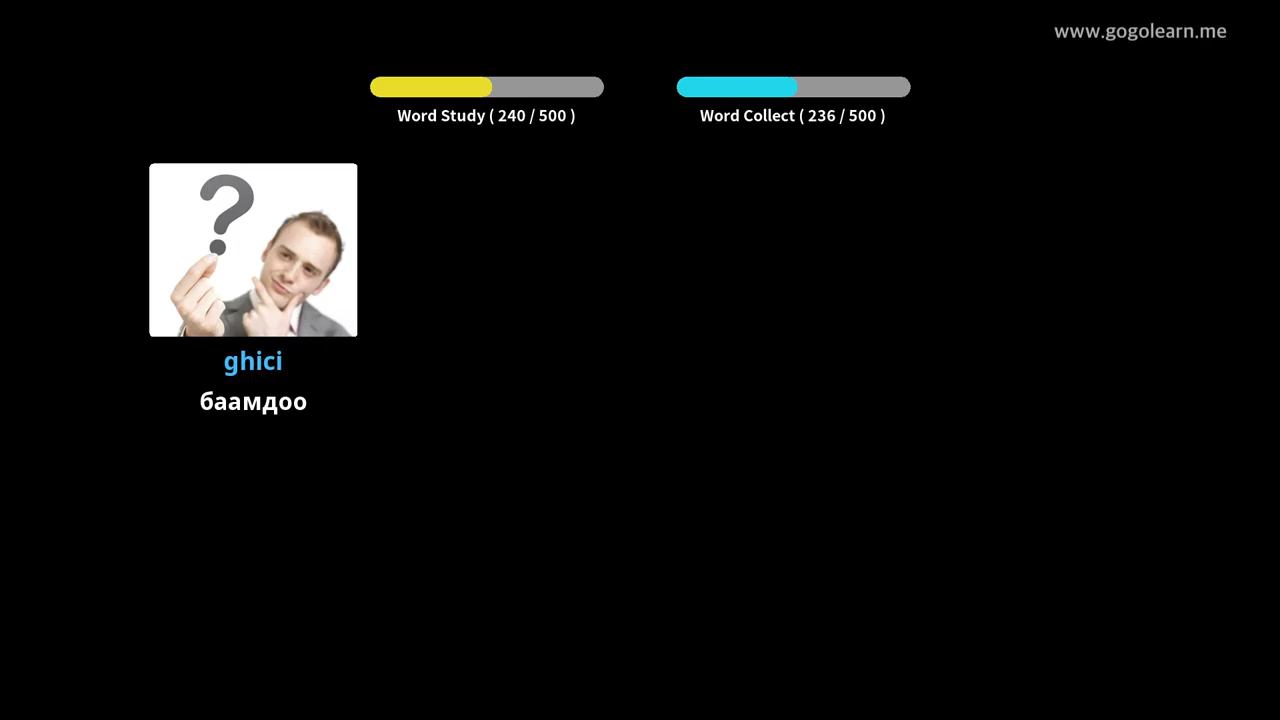 www.gogolearn.me
Word Study ( 240 / 500 )
Word Collect ( 236 / 500 )
?
ghici
баамдоо